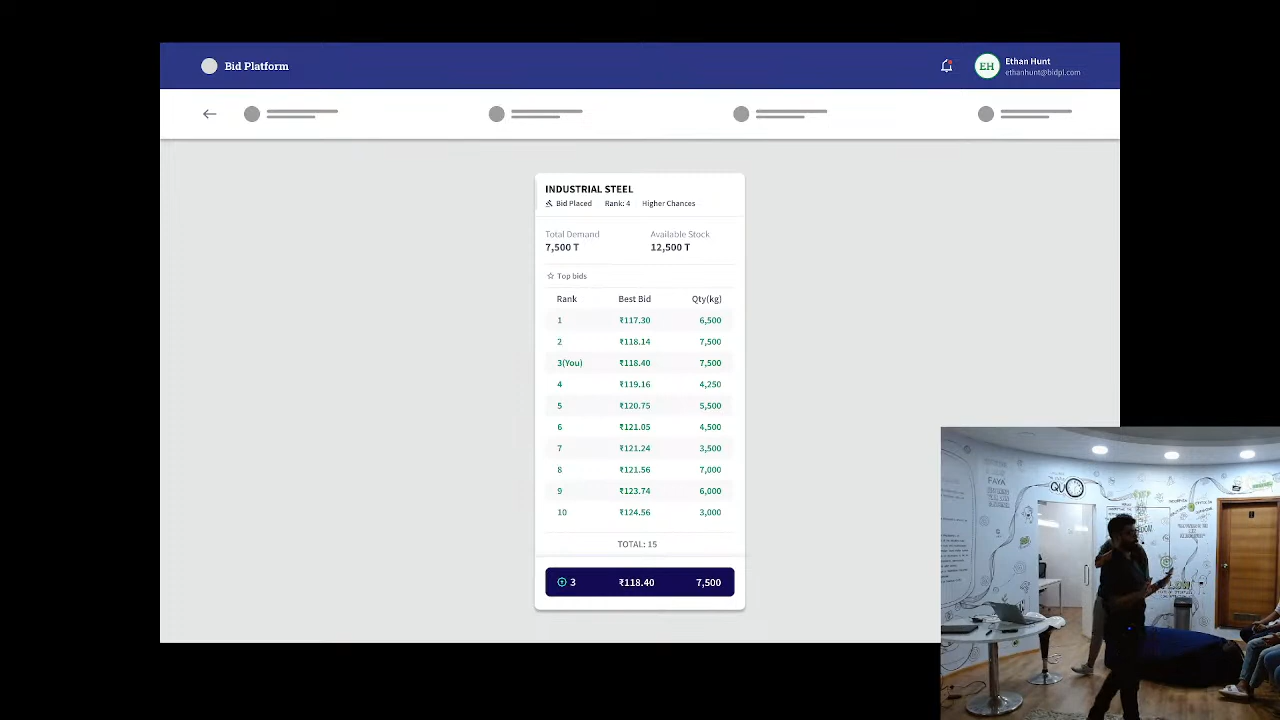 Bid Platform
EH
Ethan Hunt
ethanhunt@bidpl.com
INDUSTRIAL STEEL
Bid Placed Rank: 4 Higher Chances
Total Demand Available Stock
7,500 T 12,500 T
Top bids
Rank Best Bid Qty(kg)
1 ₹117.30 6,500
2 ₹118.14 7,500
3(You) ₹118.40 7,500
4 ₹119.16 4,250
5 ₹120.75 5,500
6 ₹121.05 4,500
7 ₹121.24 3,500
8 ₹121.56 7,000
9 ₹123.74 6,000
10 ₹124.56 3,000
TOTAL: 15
3 ₹118.40 7,500
FAYA
QUO